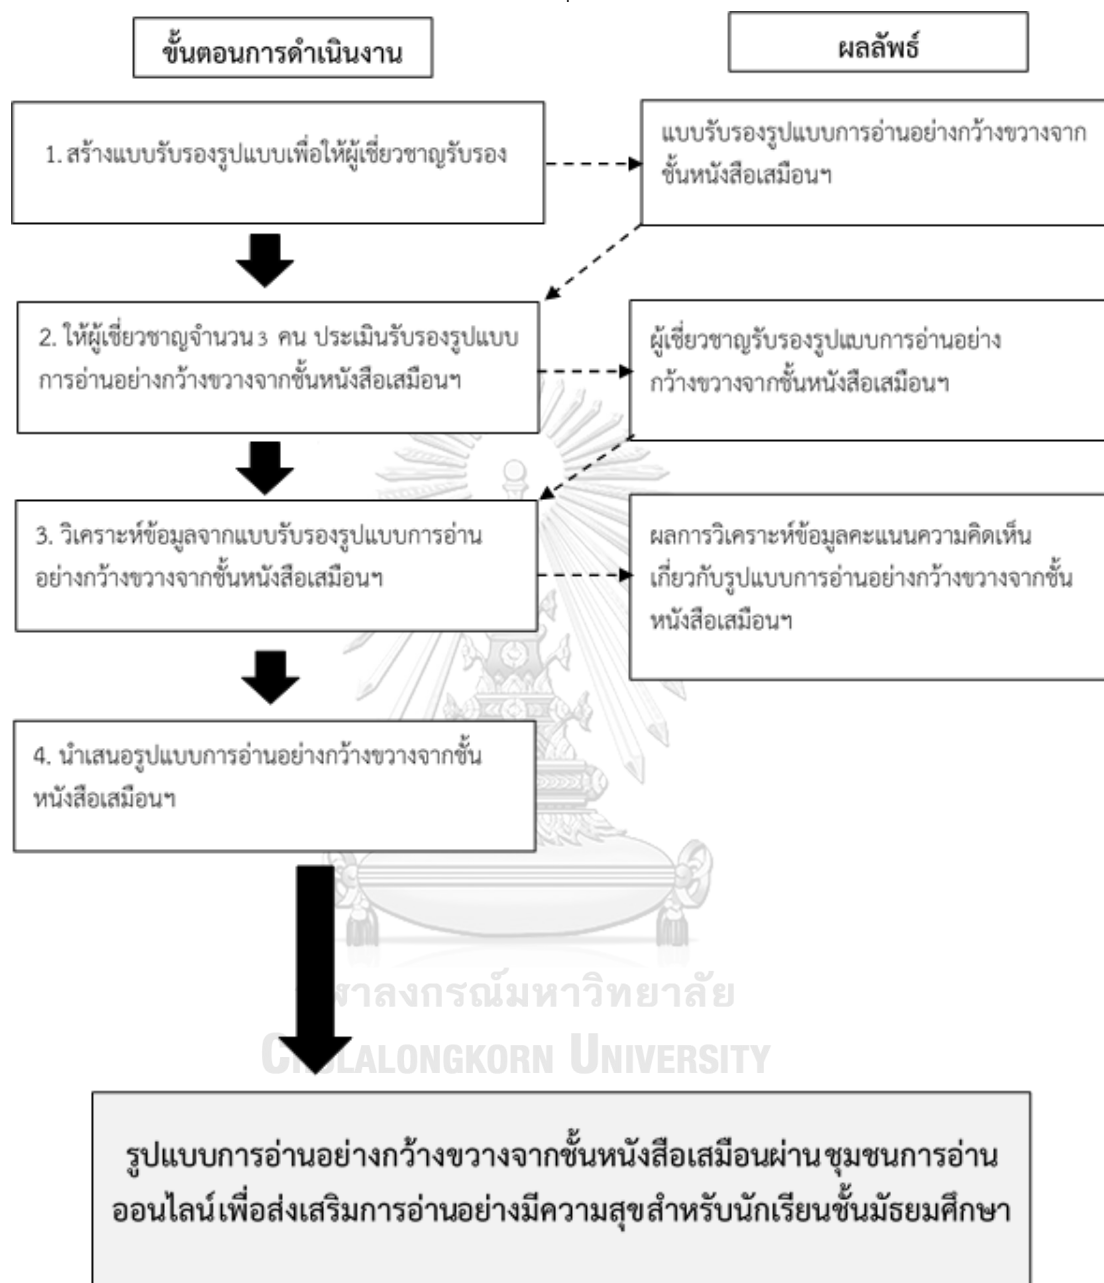 ขั้นตอนการดำเนินงาน
ผลลัพธ์
1. สร้างแบบรับรองรูปแบบเพื่อให้ผู้เชี่ยวชาญรับรอง
แบบรับรองรูปแบบการอ่านอย่างกว้างขวางจาก
ชั้นหนังสือเสมือนฯ
2. ให้ผู้เชี่ยวชาญจำนวน 3 คน ประเมินรับรองรูปแบบ
การอ่านอย่างกว้างขวางจากชั้นหนังสือเสมือนฯ
ผู้เชี่ยวชาญรับรองรูปแบบการอ่านอย่าง
กว้างขวางจากชั้นหนังสือเสมือนฯ
3. วิเคราะห์ข้อมูลจากแบบรับรองรูปแบบการอ่าน
อย่างกว้างขวางจากชั้นหนังสือเสมือนฯ
ผลการวิเคราะห์ข้อมูลคะแนนความคิดเห็น
เกี่ยวกับรูปแบบการอ่านอย่างกว้างขวางจากชั้น
หนังสือเสมือนฯ
4. นำเสนอรูปแบบการอ่านอย่างกว้างขวางจากชั้น
หนังสือเสมือนฯ
ฬาลงกรณ์มหาวิทยาลัย
CHULALONGKORN UNIVERSITY
รูปแบบการอ่านอย่างกว้างขวางจากชั้นหนังสือเสมือนผ่านชุมชนการอ่าน
ออนไลน์เพื่อส่งเสริมการอ่านอย่างมีความสุขสำหรับนักเรียนชั้นมัธยมศึกษา